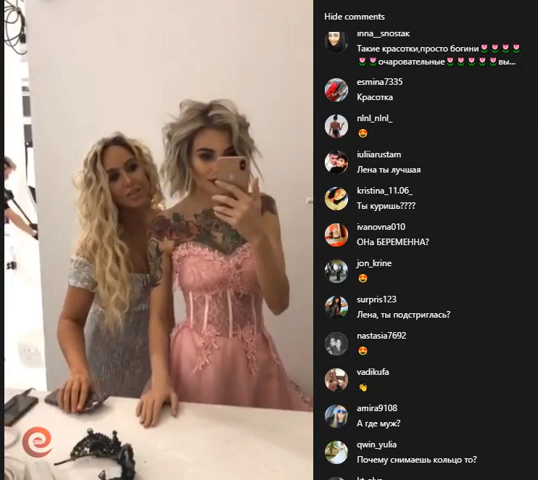 Hide comments
inna__snostak
Такие красотки,просто богини🌷🌷🌷🌷
🌷🌷очаровательные🌷🌷🌷🌷🌷вы...
esmina7335
Красотка
nlnl_nlnl_
😍
iuliiarustam
Лена ты лучшая
kristina_11.06_
Ты куришь????
ivanovna010
ОНа БЕРЕМЕННА?
jon_krine
😍
surpris123
Лена, ты подстриглась?
nastasia7692
😍
vadikufa
👏
amira9108
А где муж?
qwin_yulia
Почему снимаешь кольцо то?